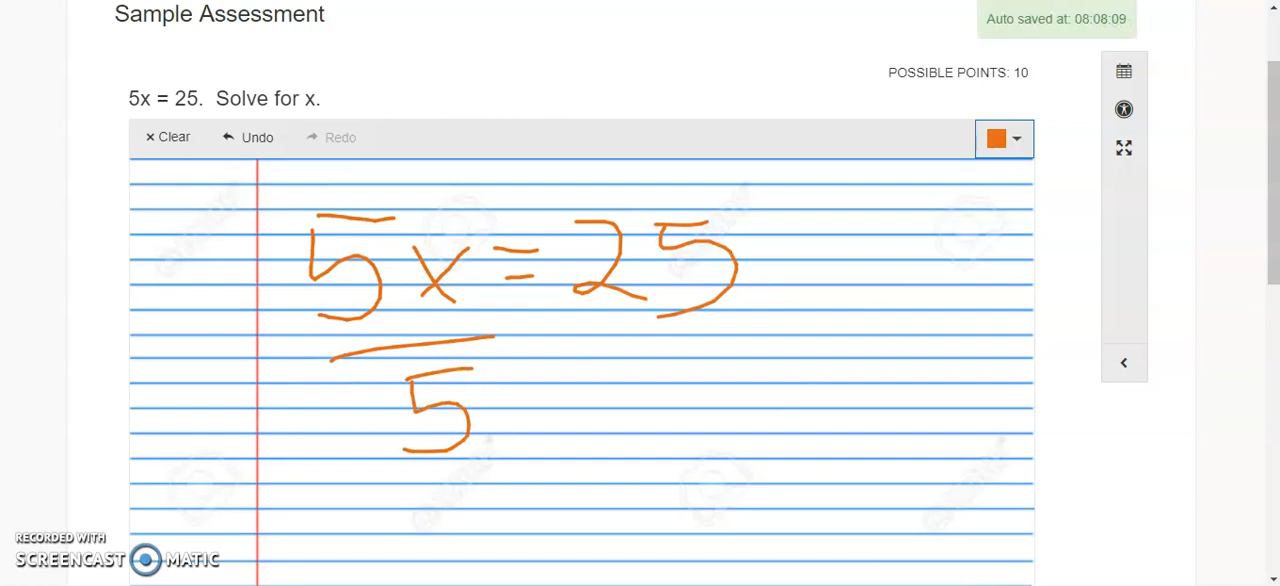 Sample Assessment
Auto saved at: 08:08:09
POSSIBLE POINTS: 10
5x = 25. Solve for x.
× Clear Undo Redo
5x = 25
5
RECORDED WITH
SCREENCAST MATIC